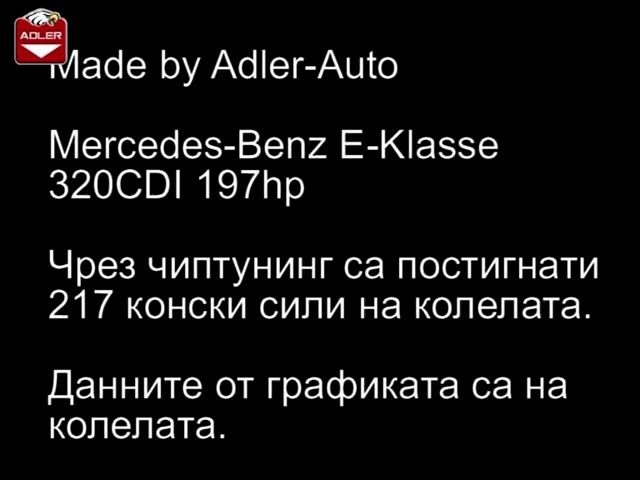 ADLER
Made by Adler-Auto
Mercedes-Benz E-Klasse
320CDI 197hp
Чрез чиптунинг са постигнати
217 конски сили на колелата.
Данните от графиката са на
колелата.